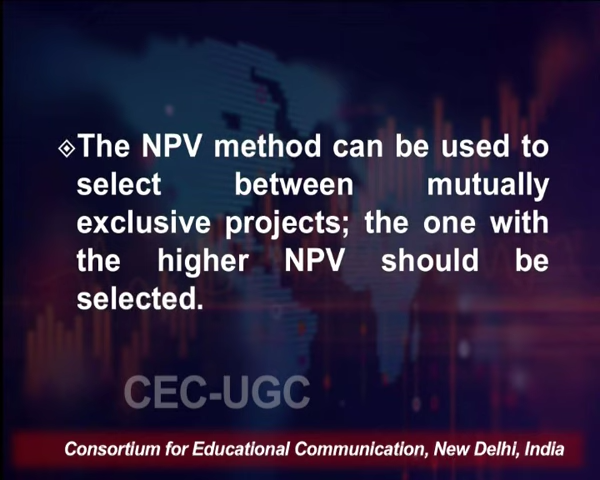 The NPV method can be used to
select between mutually
exclusive projects; the one with
the higher NPV should be
selected.
CEC-UGC
Consortium for Educational Communication, New Delhi, India